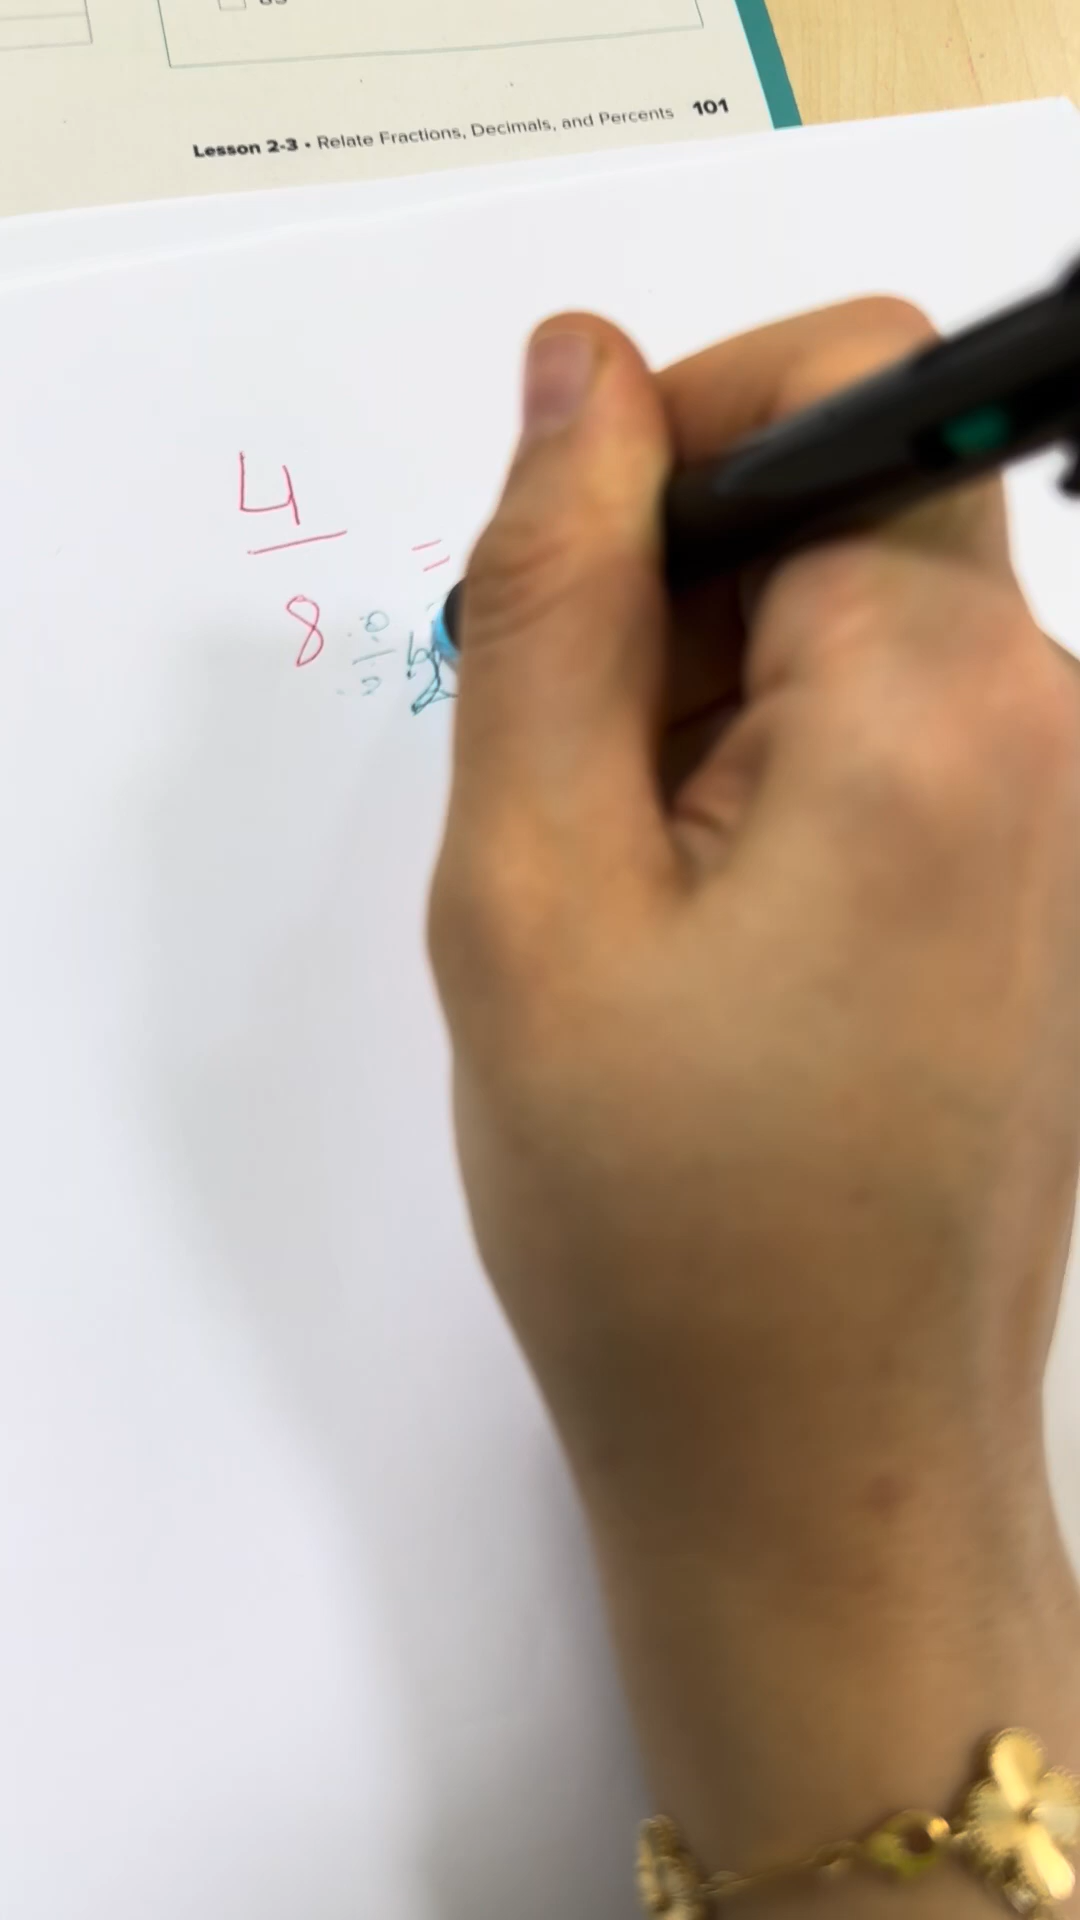 Lesson 2-3 • Relate Fractions, Decimals, and Percents 101
4
=
8 ÷